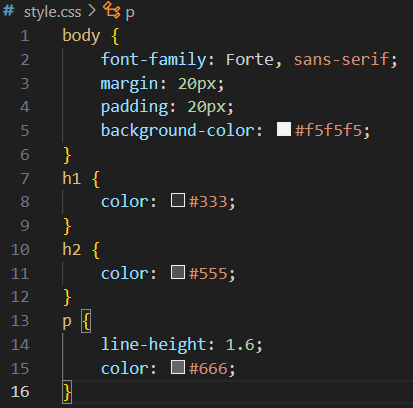 # style.css > p
1 body {
2     font-family: Forte, sans-serif;
3     margin: 20px;
4     padding: 20px;
5     background-color: #f5f5f5;
6 }
7 h1 {
8     color: #333;
9 }
10 h2 {
11     color: #555;
12 }
13 p {
14     line-height: 1.6;
15     color: #666;
16 }